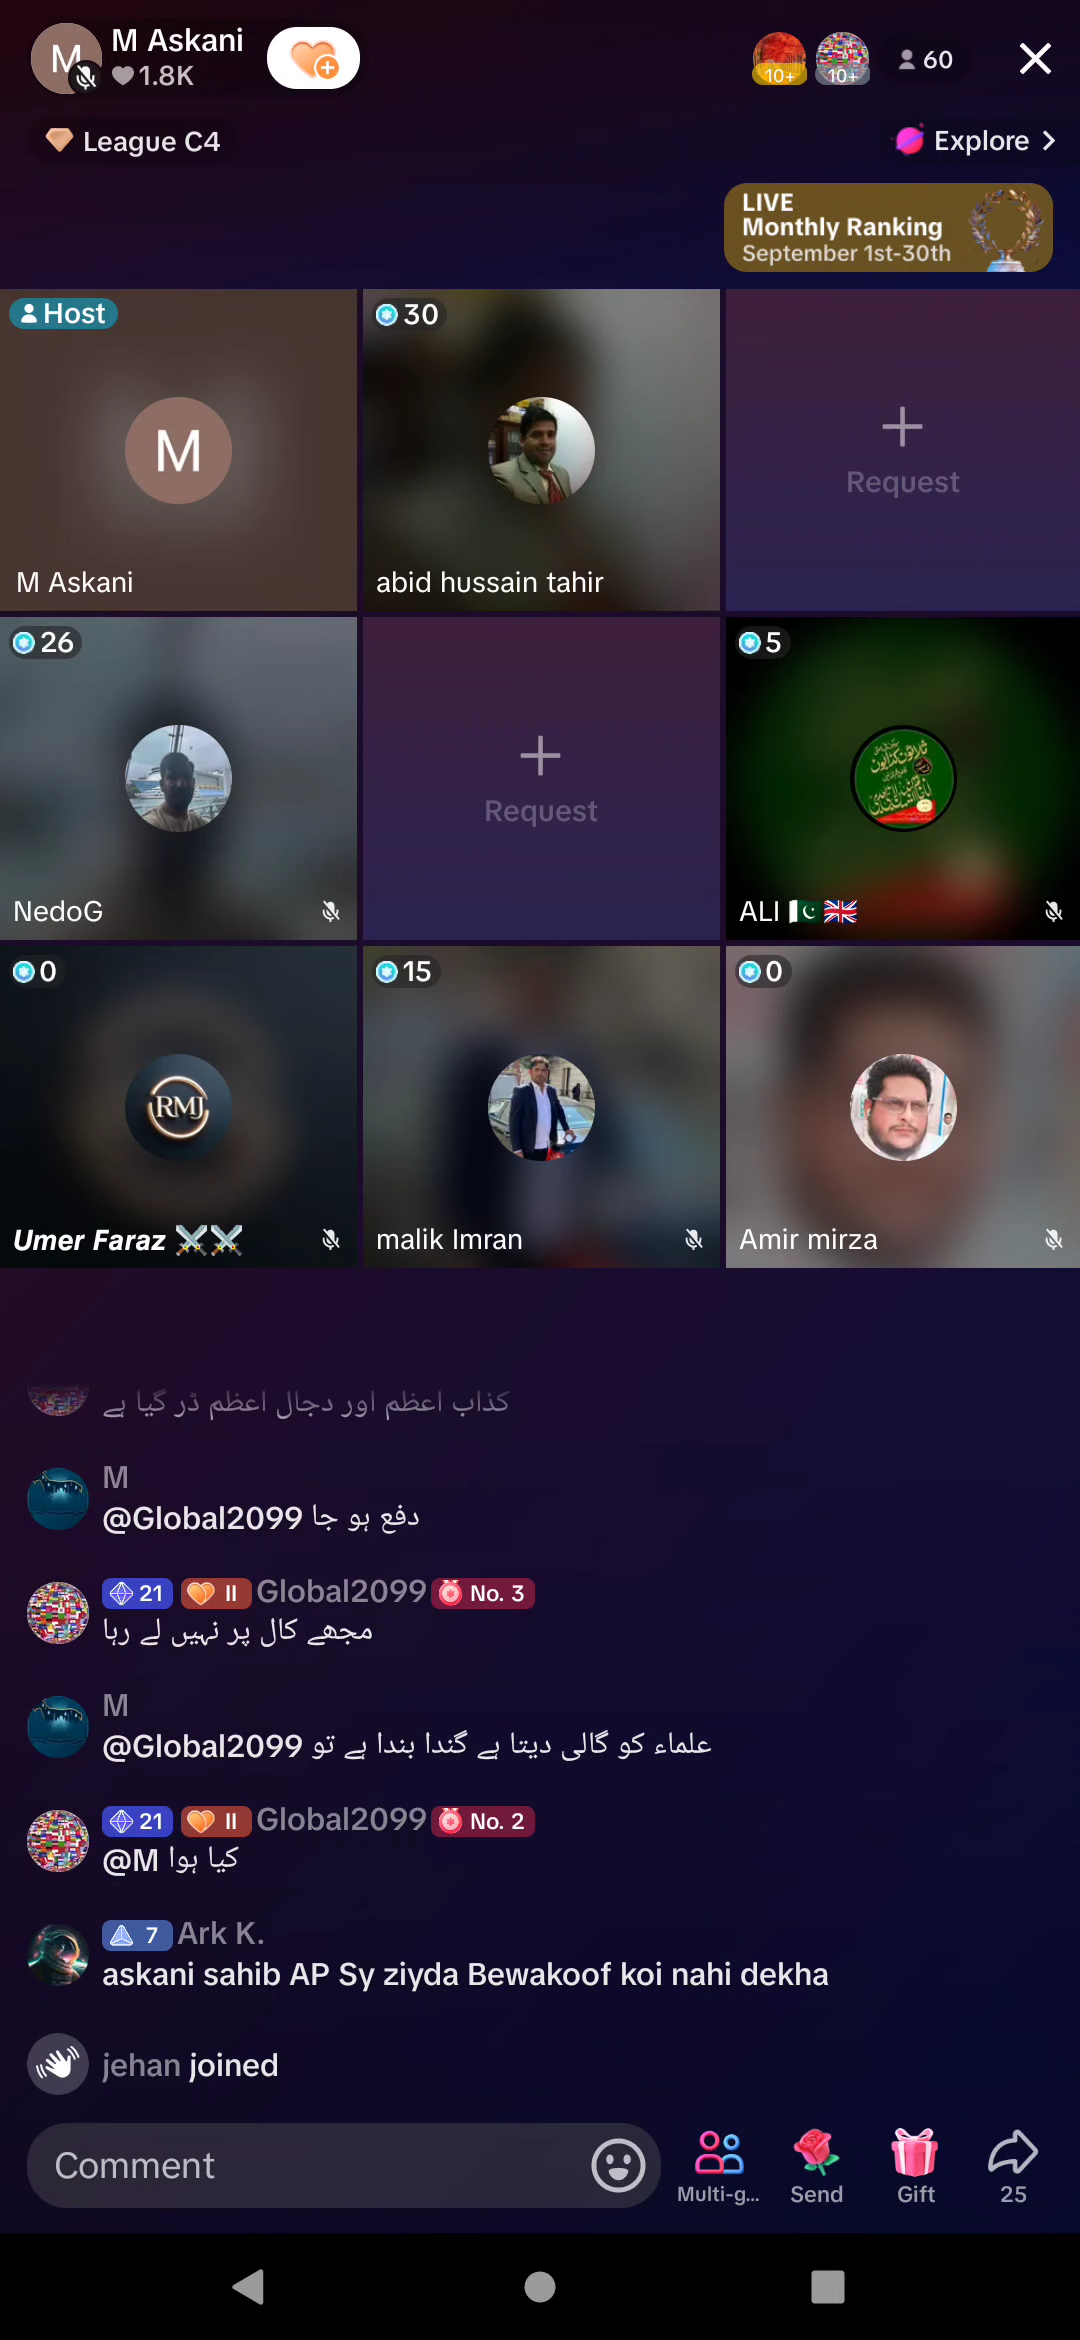 M Askani
1.8K
10+
10+
60
League C4
Explore
LIVE
Monthly Ranking
September 1st-30th
Host
M
M Askani
30
abid hussain tahir
Request
26
NedoG
Request
5
ALI 🇵🇰🇬🇧
0
RMJ
Umer Faraz ⚔️⚔️
15
malik Imran
0
Amir mirza
کذاب اعظم اور دجال اعظم ڈر گیا ہے
M
@Global2099 دفع ہو جا
21 II Global2099 No. 3
مجھے کال پر نہیں لے رہا
M
@Global2099 علماء کو گالی دیتا ہے گندا بندا ہے تو
21 II Global2099 No. 2
@M کیا ہوا
7 Ark K.
askani sahib AP Sy ziyda Bewakoof koi nahi dekha
jehan joined
Comment
Multi-g...
Send
Gift
25